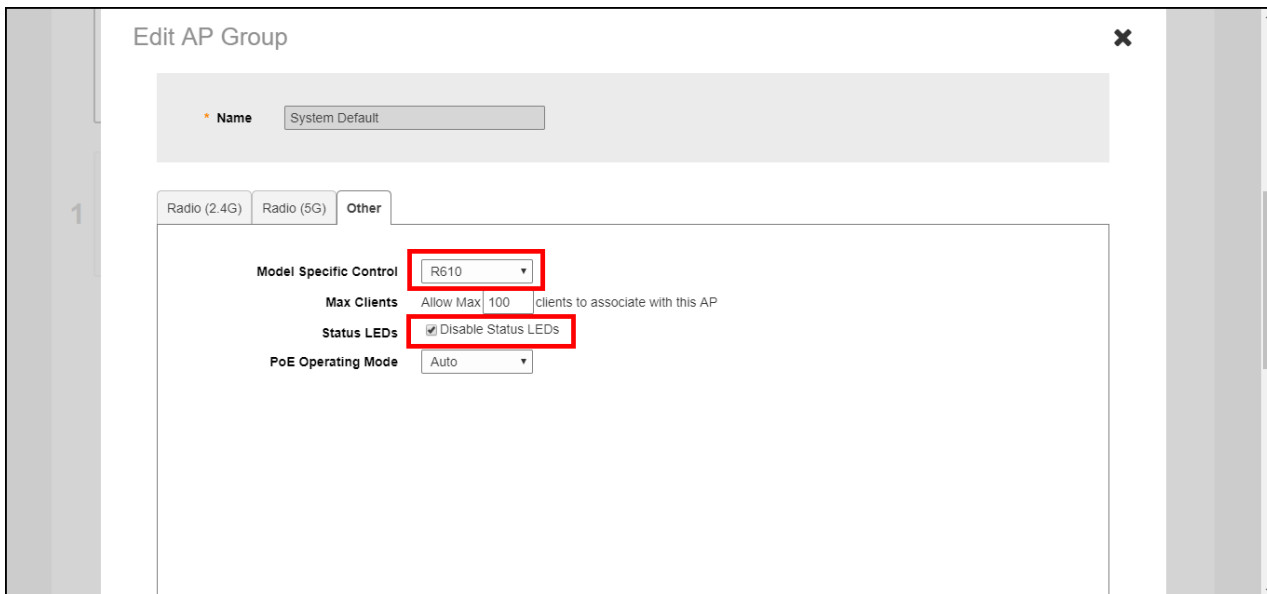 Edit AP Group
* Name System Default
Radio (2.4G) Radio (5G) Other
1
Model Specific Control R610
Max Clients Allow Max 100 clients to associate with this AP
Status LEDs Disable Status LEDs
PoE Operating Mode Auto